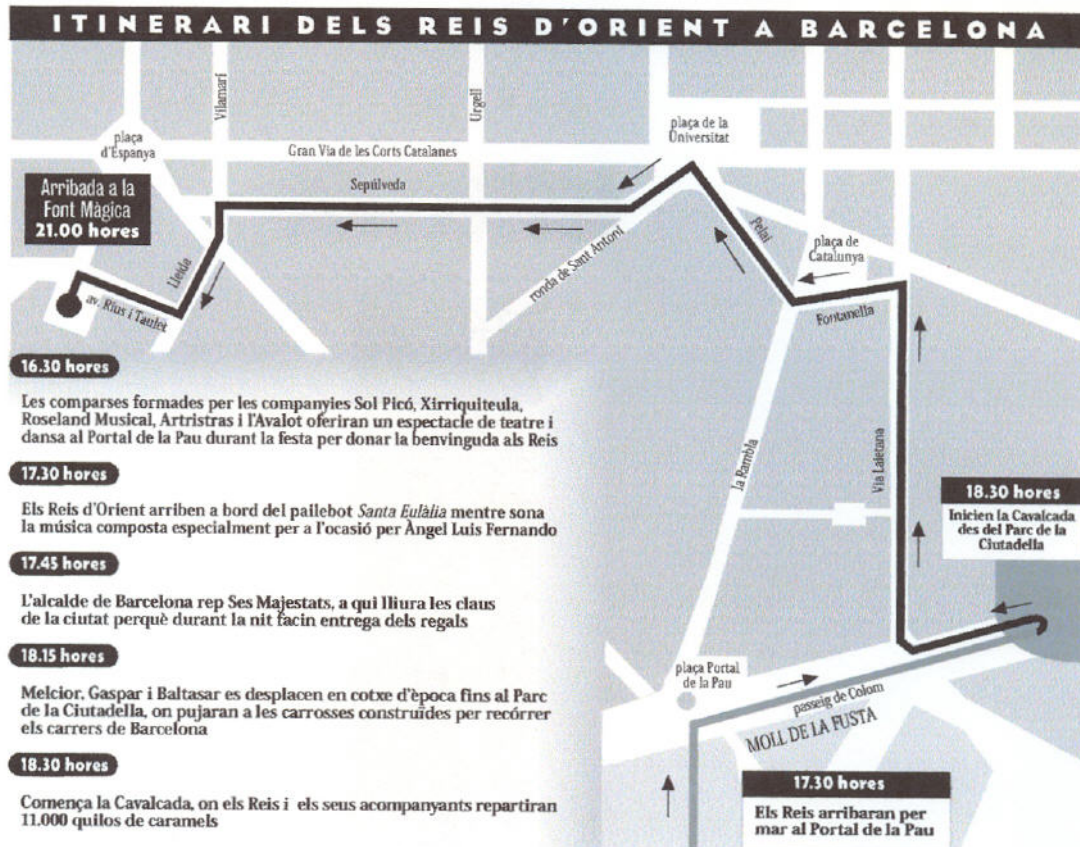 ITINERARI DELS REIS D'ORIENT A BARCELONA
Vilamarí
Urgell
plaça
d'Espanya
Gran Via de les Corts Catalanes
plaça de la
Universitat
Arribada a la
Font Màgica
21.00 hores
Sepúlveda
Lleida
av. Rius i Taulet
ronda de Sant Antoni
Pelai
plaça de
Catalunya
Fontanella
la Rambla
Via Laietana
18.30 hores
Inicien la Cavalcada
des del Parc de la
Ciutadella
plaça Portal
de la Pau
passeig de Colom
MOLL DE LA FUSTA
17.30 hores
Els Reis arribaran per
mar al Portal de la Pau
16.30 hores
Les comparses formades per les companyies Sol Picó, Xirriquiteula,
Roseland Musical, Artristras i l'Avalot oferiran un espectacle de teatre i
dansa al Portal de la Pau durant la festa per donar la benvinguda als Reis
17.30 hores
Els Reis d'Orient arriben a bord del pailebot Santa Eulàlia mentre sona
la música composta especialment per a l'ocasió per Àngel Luis Fernando
17.45 hores
L'alcalde de Barcelona rep Ses Majestats, a qui lliura les claus
de la ciutat perquè durant la nit facin entrega dels regals
18.15 hores
Melcior, Gaspar i Baltasar es desplacen en cotxe d'època fins al Parc
de la Ciutadella, on pujaran a les carrosses construïdes per recórrer
els carrers de Barcelona
18.30 hores
Comença la Cavalcada, on els Reis i els seus acompanyants repartiran
11.000 quilos de caramels